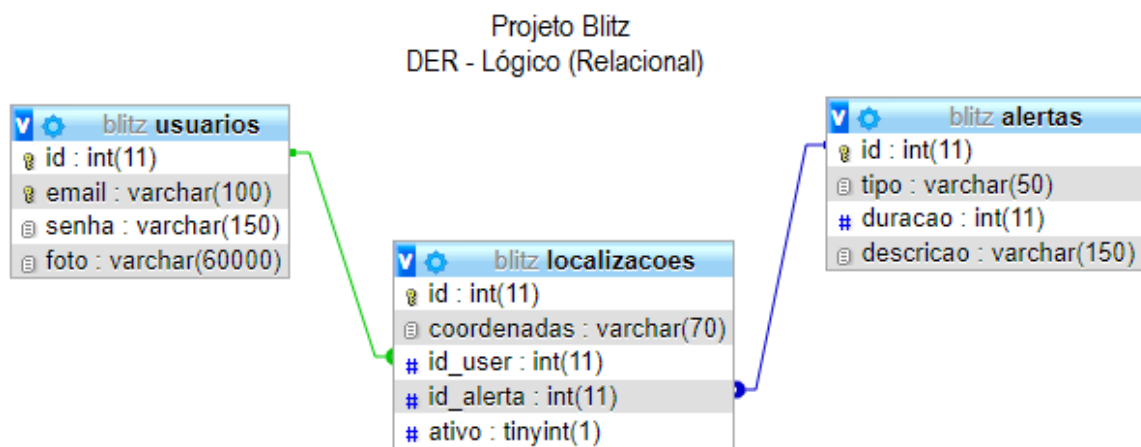 Projeto Blitz
DER - Lógico (Relacional)
v blitz usuarios
id : int(11)
email : varchar(100)
senha : varchar(150)
foto : varchar(60000)
v blitz localizacoes
id : int(11)
coordenadas : varchar(70)
# id_user : int(11)
# id_alerta : int(11)
# ativo : tinyint(1)
v blitz alertas
id : int(11)
tipo : varchar(50)
# duracao : int(11)
descricao : varchar(150)